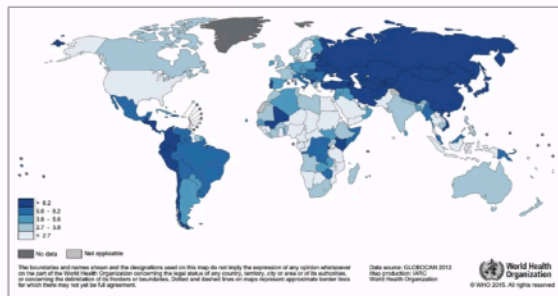 > 8.2
5.6 - 8.2
3.8 - 5.6
2.7 - 3.8
< 2.7
No data
Not applicable
The boundaries and names shown and the designations used on this map do not imply the expression of any opinion whatsoever
on the part of the World Health Organization concerning the legal status of any country, territory, city or area or of its authorities,
or concerning the delimitation of its frontiers or boundaries. Dotted and dashed lines on maps represent approximate border lines
for which there may not yet be full agreement.
Data source: GLOBOCAN 2012
Map production: IARC
World Health Organization
World Health
Organization
© WHO 2015. All rights reserved